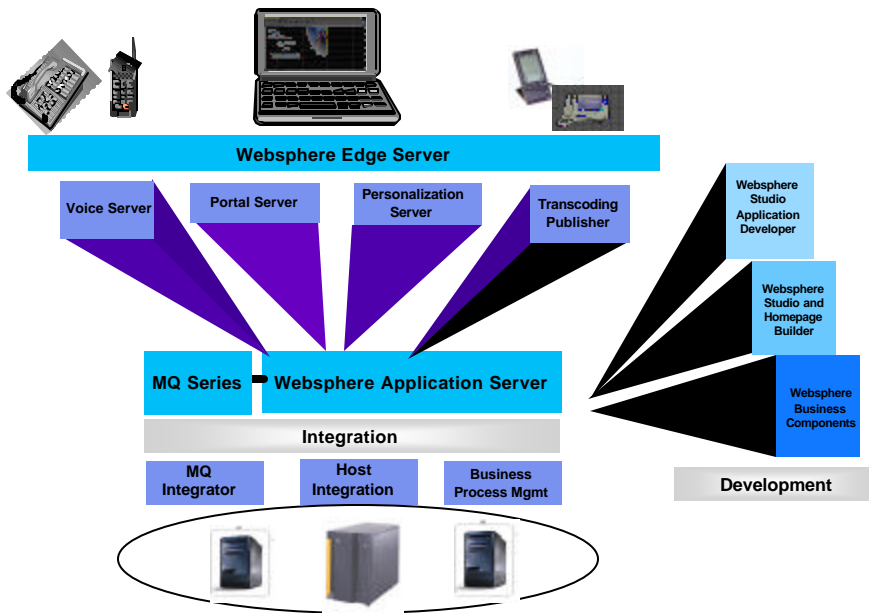 Websphere Edge Server
Voice Server
Portal Server
Personalization
Server
Transcoding
Publisher
Websphere
Studio
Application
Developer
Websphere
Studio and
Homepage
Builder
MQ Series
Websphere Application Server
Websphere
Business
Components
Integration
MQ
Integrator
Host
Integration
Business
Process Mgmt
Development